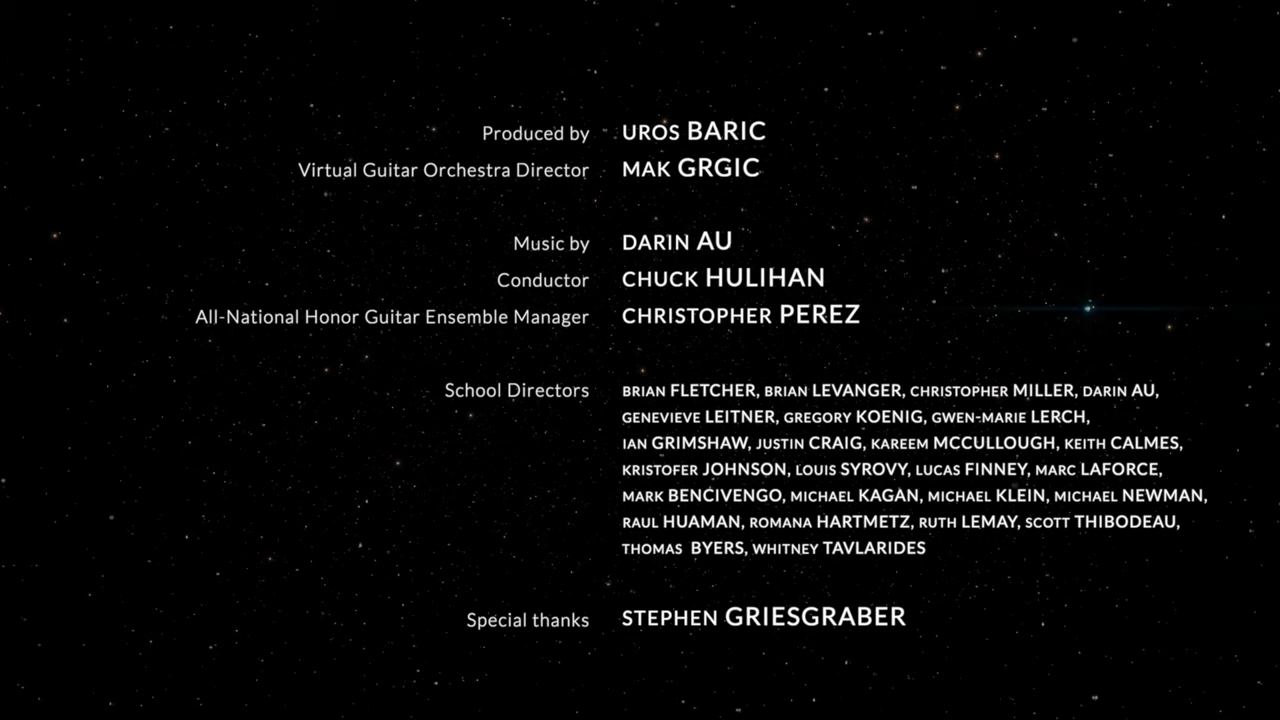 Produced by UROS BARIC
Virtual Guitar Orchestra Director MAK GRGIC
Music by DARIN AU
Conductor CHUCK HULIHAN
All-National Honor Guitar Ensemble Manager CHRISTOPHER PEREZ
School Directors BRIAN FLETCHER, BRIAN LEVANGER, CHRISTOPHER MILLER, DARIN AU,
GENEVIEVE LEITNER, GREGORY KOENIG, GWEN-MARIE LERCH,
IAN GRIMSHAW, JUSTIN CRAIG, KAREEM MCCULLOUGH, KEITH CALMES,
KRISTOFER JOHNSON, LOUIS SYROVY, LUCAS FINNEY, MARC LAFORCE,
MARK BENCIVENGO, MICHAEL KAGAN, MICHAEL KLEIN, MICHAEL NEWMAN,
RAUL HUAMAN, ROMANA HARTMETZ, RUTH LEMAY, SCOTT THIBODEAU,
THOMAS BYERS, WHITNEY TAVLARIDES
Special thanks STEPHEN GRIESGRABER